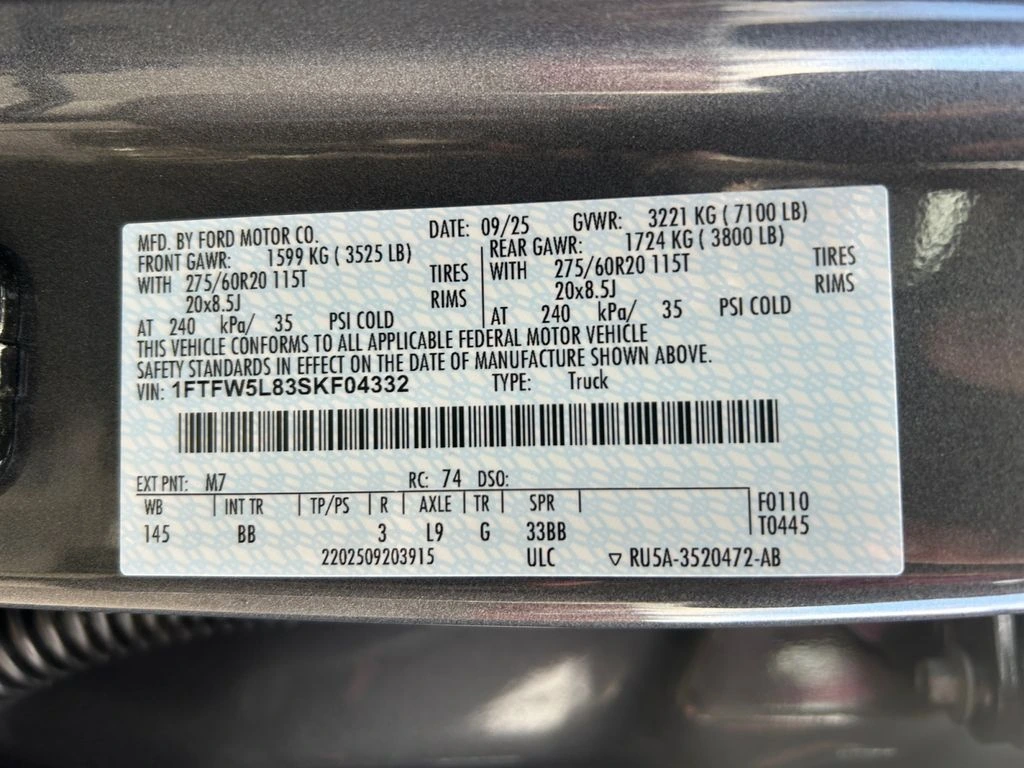 MFD. BY FORD MOTOR CO. DATE: 09/25 GVWR: 3221 KG ( 7100 LB)
FRONT GAWR: 1599 KG ( 3525 LB) REAR GAWR: 1724 KG ( 3800 LB)
WITH 275/60R20 115T TIRES WITH 275/60R20 115T TIRES
20x8.5J RIMS 20x8.5J RIMS
AT 240 kPa/ 35 PSI COLD AT 240 kPa/ 35 PSI COLD
THIS VEHICLE CONFORMS TO ALL APPLICABLE FEDERAL MOTOR VEHICLE
SAFETY STANDARDS IN EFFECT ON THE DATE OF MANUFACTURE SHOWN ABOVE.
VIN: 1FTFW5L83SKF04332 TYPE: Truck
EXT PNT: M7 RC: 74 DSO:
WB INT TR TP/PS R AXLE TR SPR F0110
145 BB 3 L9 G 33BB T0445
2202509203915 ULC ▽ RU5A-3520472-AB